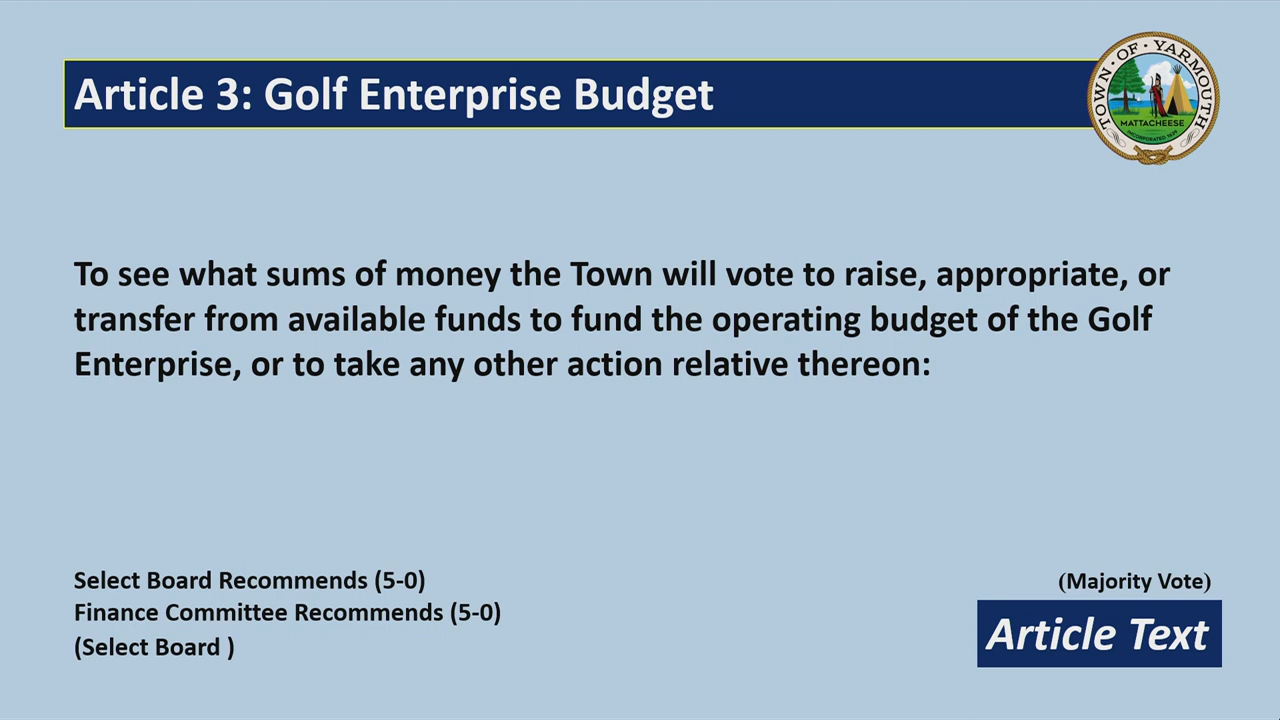 Article 3: Golf Enterprise Budget
TOWN · OF · YARMOUTH
MATTACHEESE
INCORPORATED 1639
To see what sums of money the Town will vote to raise, appropriate, or
transfer from available funds to fund the operating budget of the Golf
Enterprise, or to take any other action relative thereon:
Select Board Recommends (5-0)
Finance Committee Recommends (5-0)
(Select Board )
(Majority Vote)
Article Text